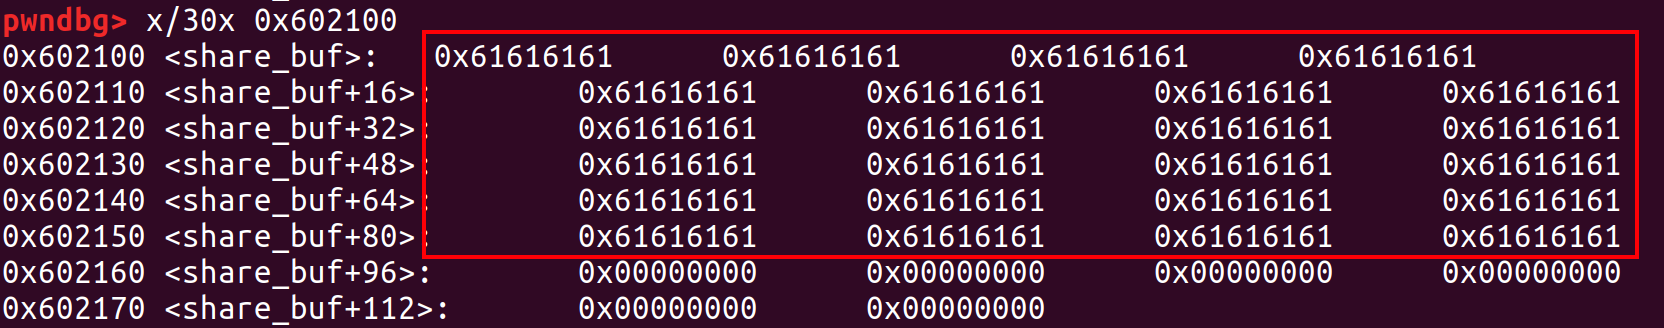 pwndbg> x/30x 0x602100
0x602100 <share_buf>: 0x61616161 0x61616161 0x61616161 0x61616161
0x602110 <share_buf+16>: 0x61616161 0x61616161 0x61616161 0x61616161
0x602120 <share_buf+32>: 0x61616161 0x61616161 0x61616161 0x61616161
0x602130 <share_buf+48>: 0x61616161 0x61616161 0x61616161 0x61616161
0x602140 <share_buf+64>: 0x61616161 0x61616161 0x61616161 0x61616161
0x602150 <share_buf+80>: 0x61616161 0x61616161 0x61616161 0x61616161
0x602160 <share_buf+96>: 0x00000000 0x00000000 0x00000000 0x00000000
0x602170 <share_buf+112>: 0x00000000 0x00000000